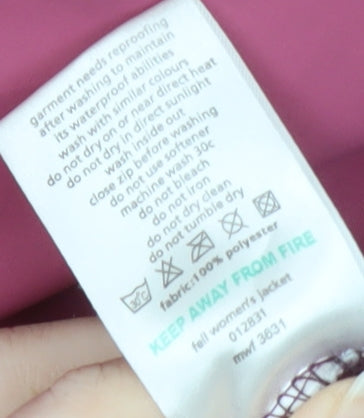 garment needs reproofing
after washing to maintain
its waterproof abilities
wash with similar colours
do not dry on or near direct heat
do not dry in direct sunlight
wash inside out
close zip before washing
do not use softener
machine wash 30c
do not bleach
do not iron
do not dry clean
do not tumble dry
30°C
fabric:100% polyester
KEEP AWAY FROM FIRE
fell women's jacket
012831
mwf 3631